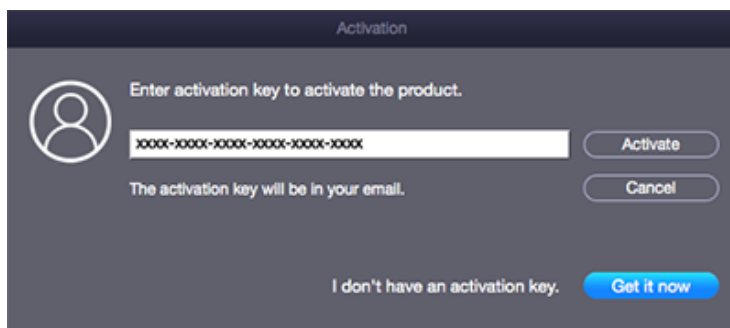 Activation
Enter activation key to activate the product.
xxxx-xxxx-xxxx-xxxx-xxxx-xxxx
Activate
The activation key will be in your email.
Cancel
I don't have an activation key.
Get it now